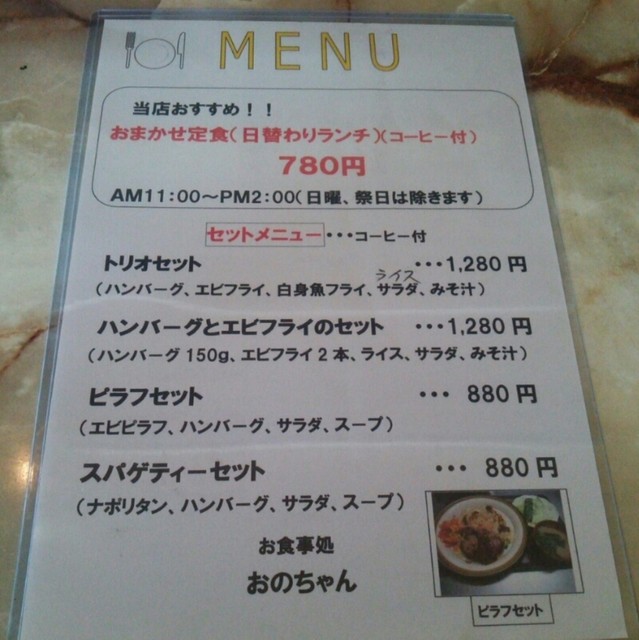 MENU
当店おすすめ！！
おまかせ定食（日替わりランチ）（コーヒー付）
780円
AM11：00～PM2：00（日曜、祭日は除きます）
セットメニュー・・・コーヒー付
トリオセット ・・・1,280円
ライス
（ハンバーグ、エビフライ、白身魚フライ、サラダ、みそ汁）
ハンバーグとエビフライのセット ・・・1,280円
（ハンバーグ150g、エビフライ2本、ライス、サラダ、みそ汁）
ピラフセット ・・・ 880円
（エビピラフ、ハンバーグ、サラダ、スープ）
スパゲティーセット ・・・ 880円
（ナポリタン、ハンバーグ、サラダ、スープ）
お食事処
おのちゃん
ピラフセット